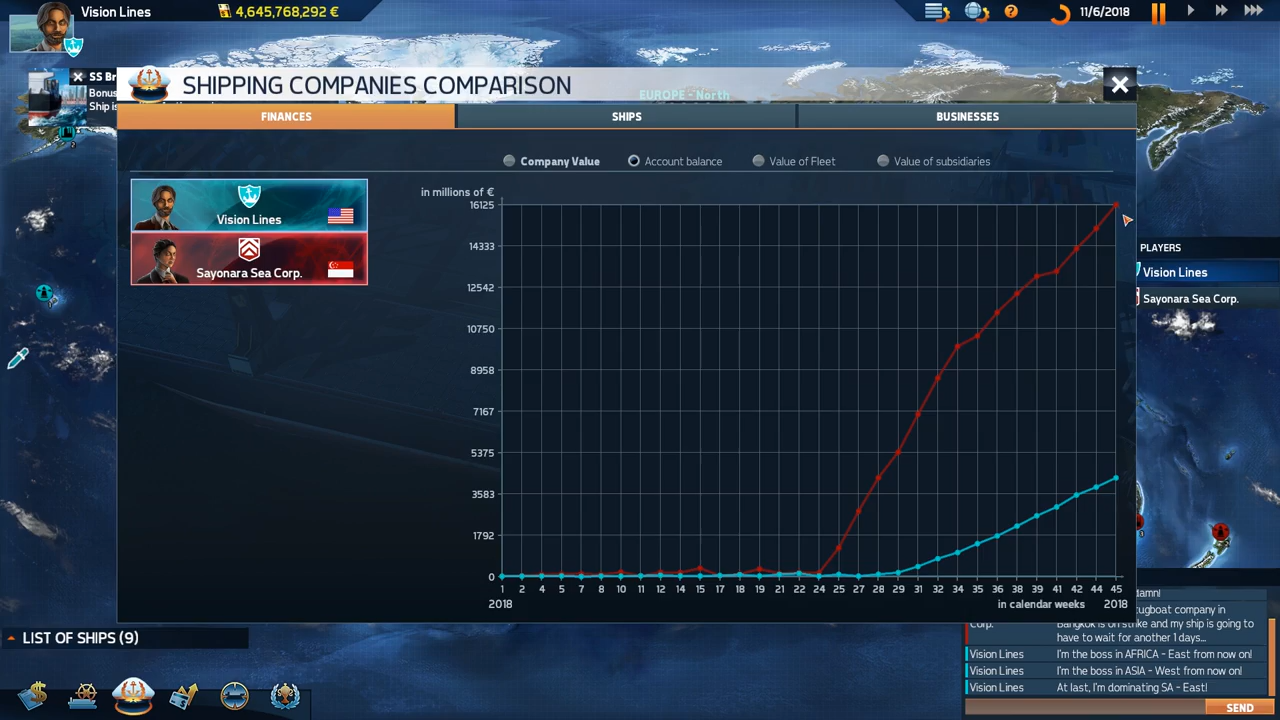 Vision Lines
4,645,768,292 €
11/6/2018
SS Br
Bonus
Ship is
SHIPPING COMPANIES COMPARISON
EUROPE - North
FINANCES
SHIPS
BUSINESSES
Company Value
Account balance
Value of Fleet
Value of subsidiaries
Vision Lines
Sayonara Sea Corp.
in millions of €
16125
14333
12542
10750
8958
7167
5375
3583
1792
0
1 2 4 5 7 8 10 11 12 14 15 17 18 19 21 22 24 25 27 28 29 31 32 34 35 36 38 39 41 42 44 45
2018
in calendar weeks
2018
PLAYERS
Vision Lines
Sayonara Sea Corp.
damn!
tugboat company in
Corp. Bangkok is on strike and my ship is going to
have to wait for another 1 days...
Vision Lines I'm the boss in AFRICA - East from now on!
Vision Lines I'm the boss in ASIA - West from now on!
Vision Lines At last, I'm dominating SA - East!
SEND
LIST OF SHIPS (9)